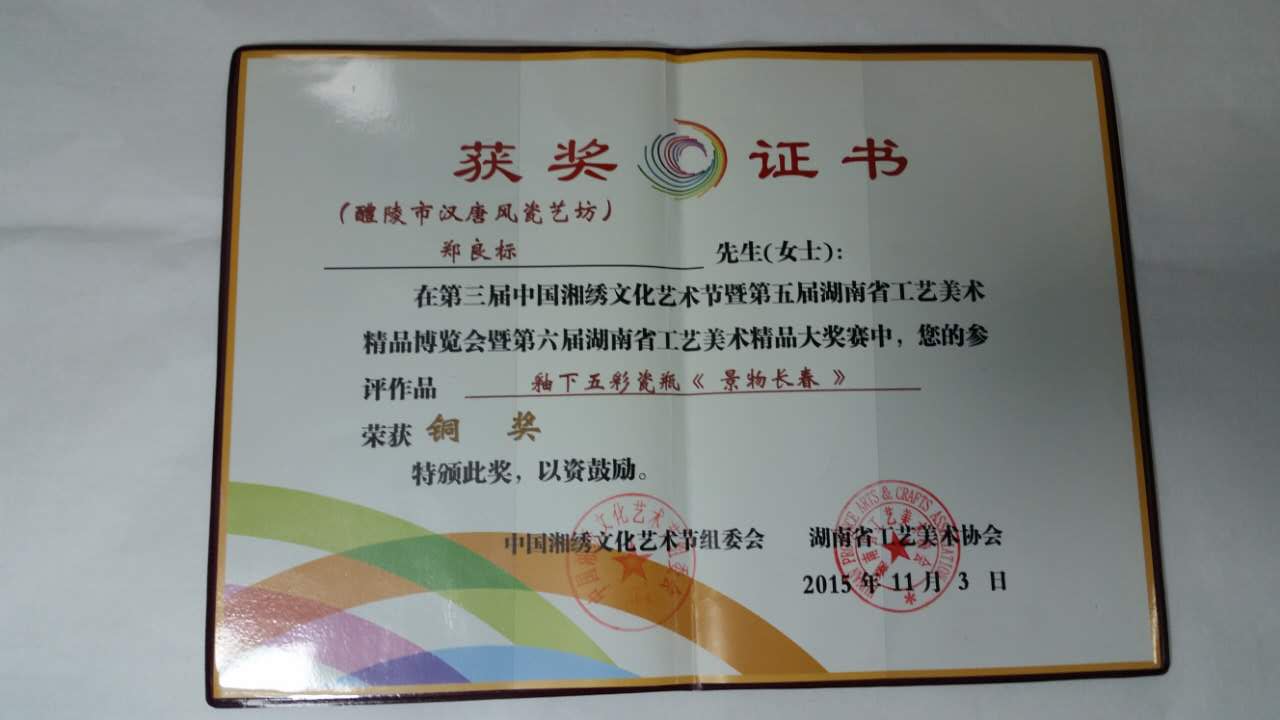 获奖证书
（醴陵市汉唐风瓷艺坊）
郑良标 先生(女士)：
在第三届中国湘绣文化艺术节暨第五届湖南省工艺美术
精品博览会暨第六届湖南省工艺美术精品大奖赛中，您的参
评作品 釉下五彩瓷瓶《 景物长春 》
荣获 铜 奖
特颁此奖，以资鼓励。
中国湘绣文化艺术节组委会 湖南省工艺美术协会
2015 年 11 月 3 日